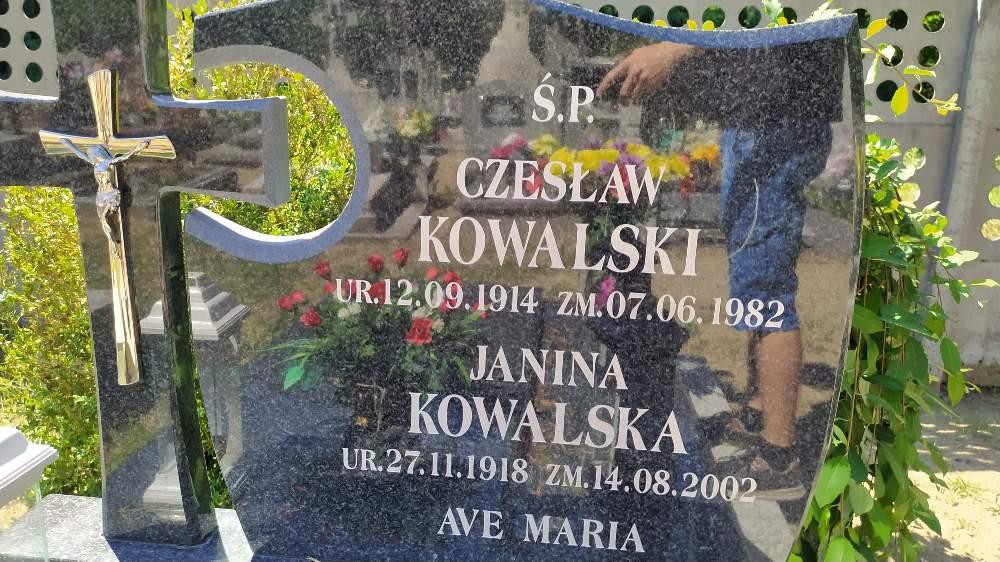 Ś.P.
CZESŁAW
KOWALSKI
UR.12.09.1914 ZM.07.06.1982
JANINA
KOWALSKA
UR.27.11.1918 ZM.14.08.2002
AVE MARIA